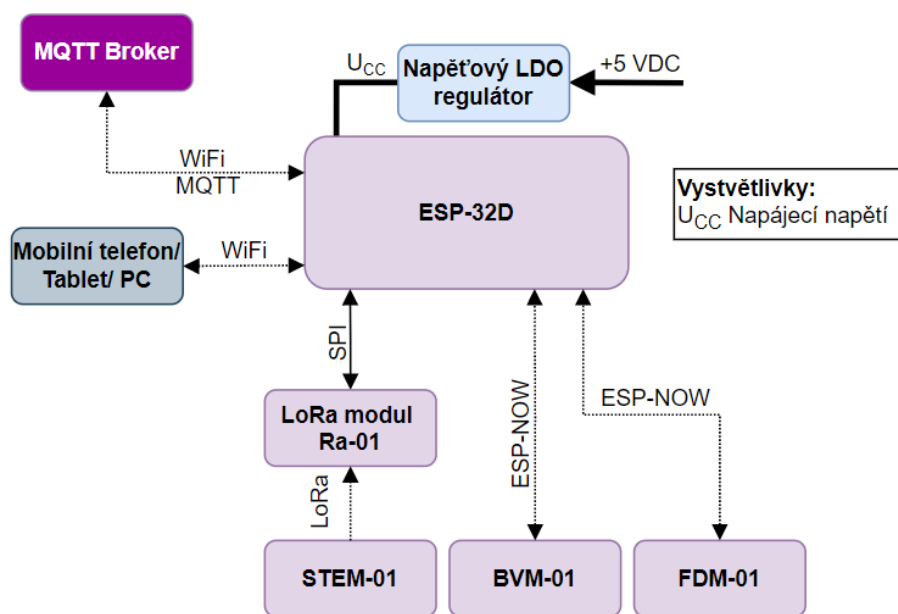 MQTT Broker
UCC
Napěťový LDO
regulátor
+5 VDC
WiFi
MQTT
ESP-32D
Vystvětlivky:
UCC Napájecí napětí
Mobilní telefon/
Tablet/ PC
WiFi
SPI
ESP-NOW
ESP-NOW
LoRa modul
Ra-01
LoRa
STEM-01
BVM-01
FDM-01